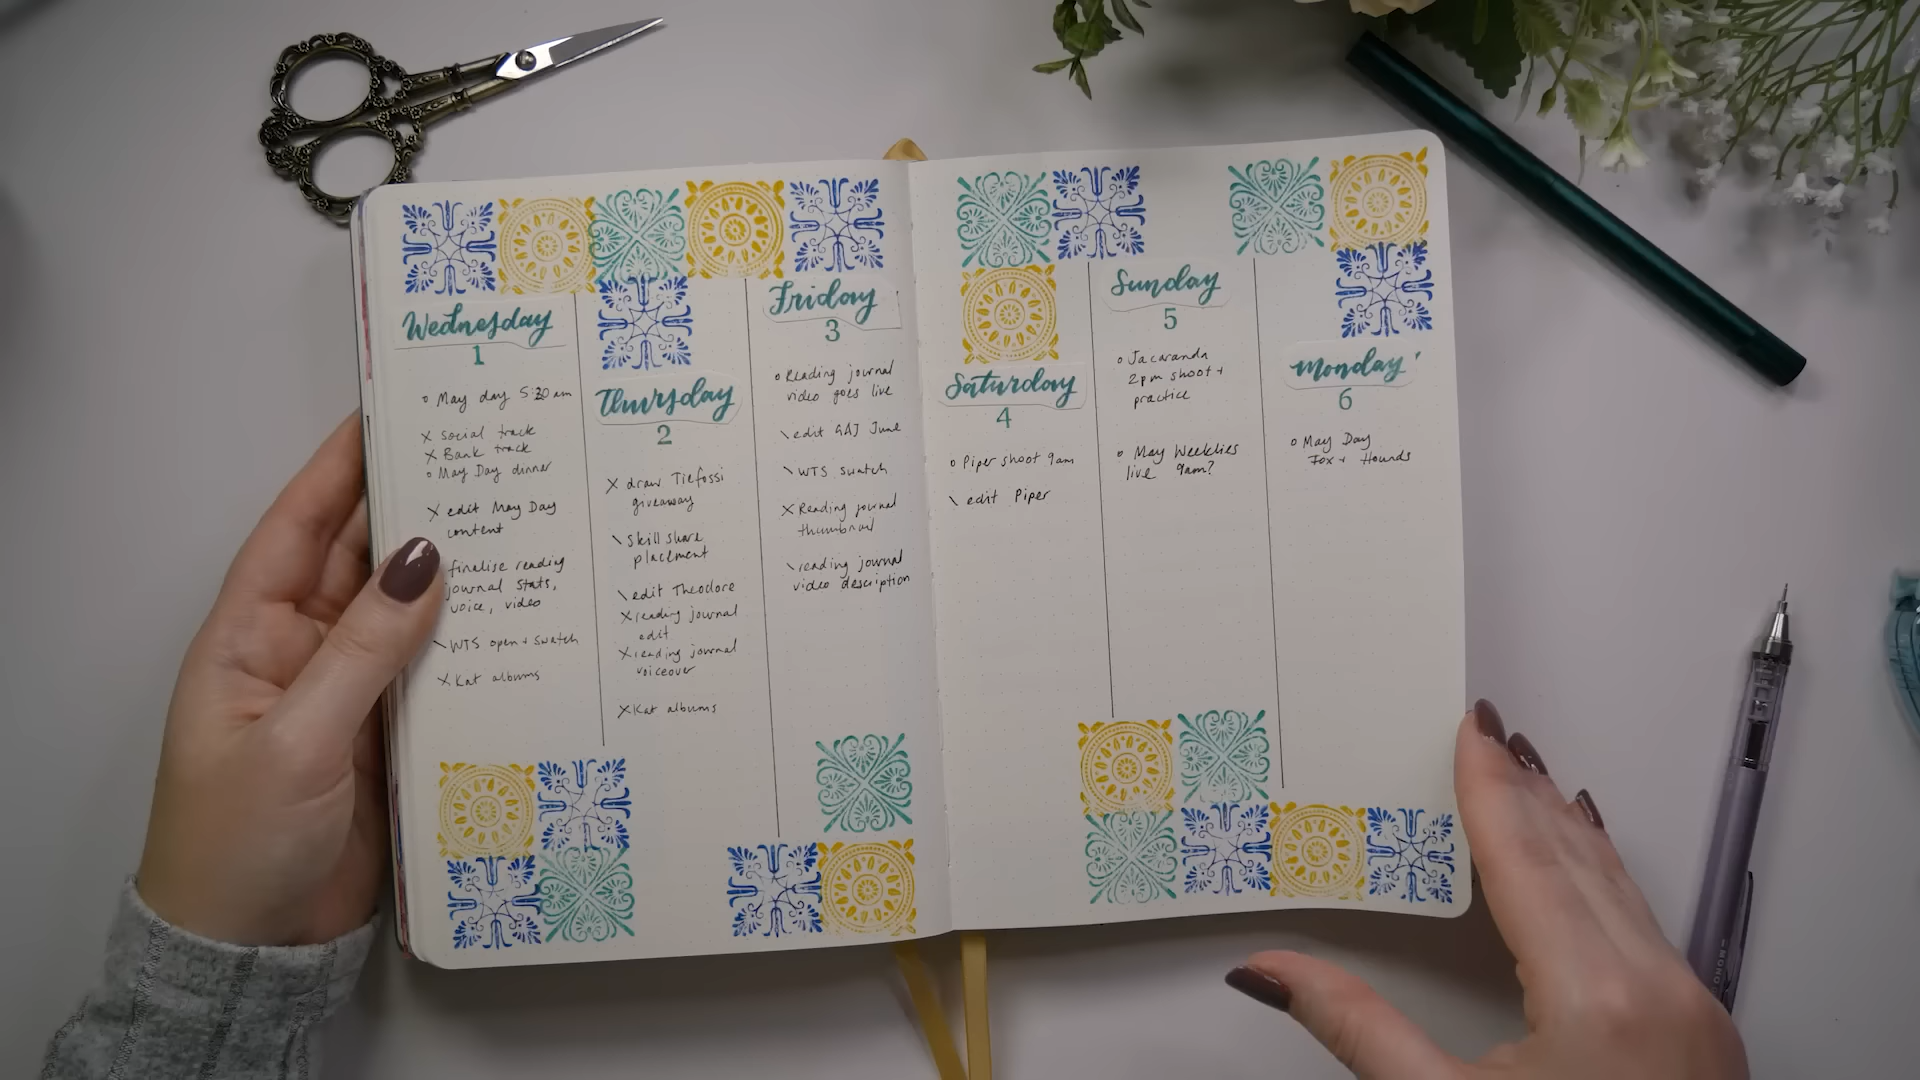 Wednesday
1
o May day 5:30 am
x social track
x Bank track
o May Day dinner
x edit May Day
content
finalise reading
journal stats,
voice, video
\ WTS open + swatch
x Kat albums
Thursday
2
x draw Tiefossi
giveaway
\ skill share
placement
\ edit Theodore
x reading journal
edit
x reading journal
voiceover
x Kat albums
Friday
3
o Reading journal
video goes live
\ edit June
\ WTS swatch
x Reading journal
thumbnail
\ reading journal
video description
Saturday
4
o Piper shoot 9am
\ edit Piper
Sunday
5
o Jacaranda
2pm shoot +
practice
o May Weeklies
live 9am?
Monday
6
o May Day
Fox + Hounds